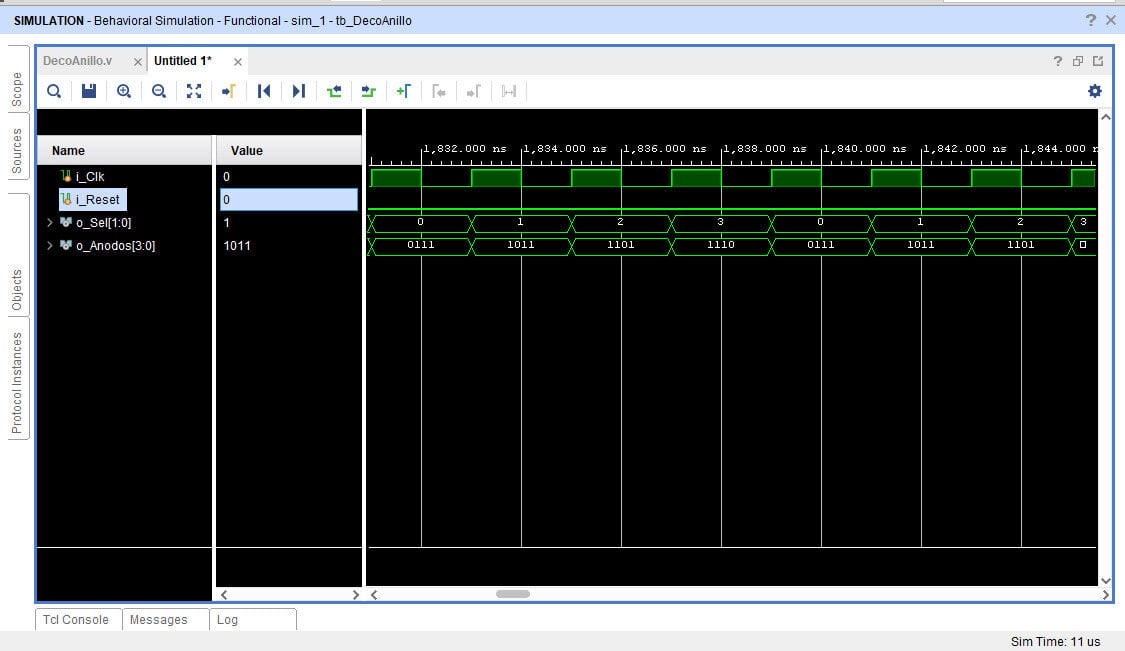 SIMULATION - Behavioral Simulation - Functional - sim_1 - tb_DecoAnillo
? ×
Scope
Sources
Objects
Protocol Instances
DecoAnillo.v × Untitled 1* ×
?
Name Value
1,832.000 ns 1,834.000 ns 1,836.000 ns 1,838.000 ns 1,840.000 ns 1,842.000 ns 1,844.000 n
i_Clk 0
i_Reset 0
o_Sel[1:0] 1 0 1 2 3 0 1 2 3
o_Anodos[3:0] 1011 0111 1011 1101 1110 0111 1011 1101
Tcl Console Messages Log
Sim Time: 11 us